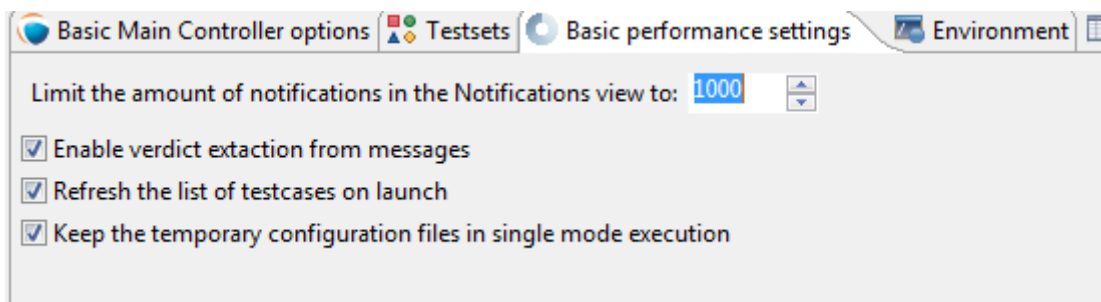 Basic Main Controller options Testsets Basic performance settings Environment
Limit the amount of notifications in the Notifications view to: 1000
Enable verdict extaction from messages
Refresh the list of testcases on launch
Keep the temporary configuration files in single mode execution